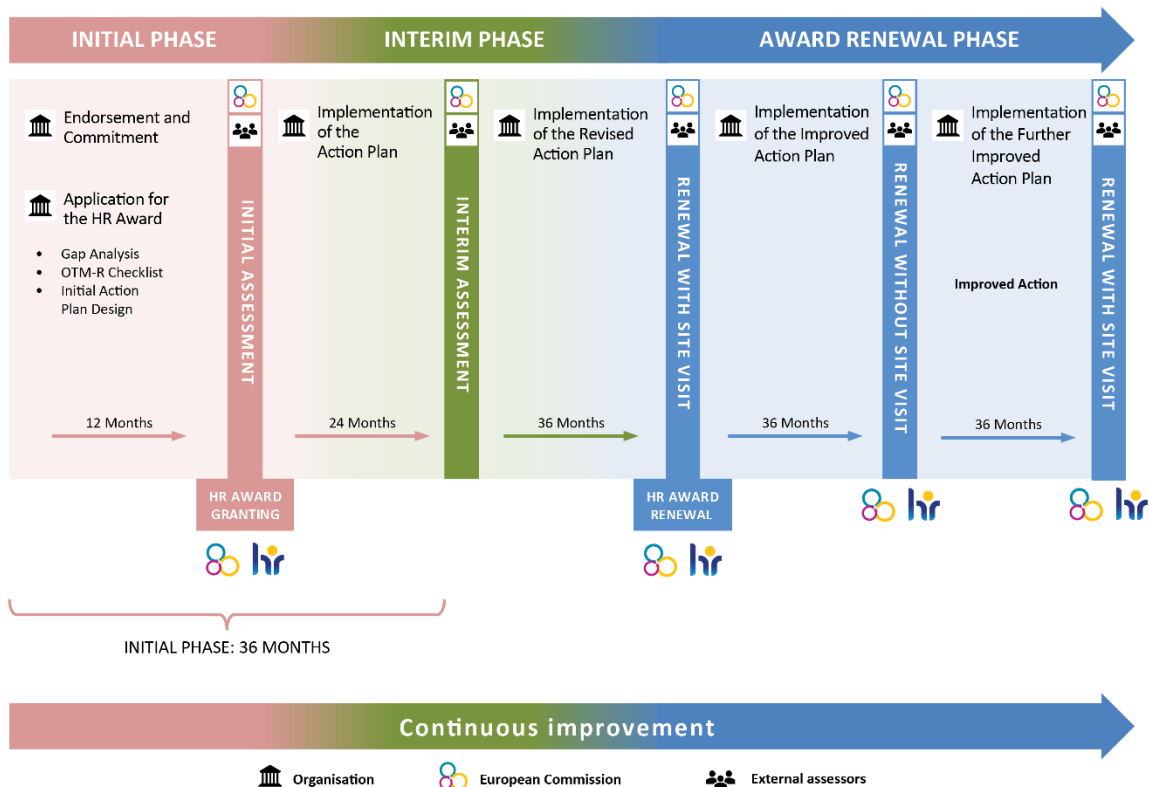 INITIAL PHASE
INTERIM PHASE
AWARD RENEWAL PHASE
Endorsement and
Commitment
Application for
the HR Award
• Gap Analysis
• OTM-R Checklist
• Initial Action
Plan Design
12 Months
INITIAL ASSESSMENT
HR AWARD
GRANTING
hr
Implementation
of the
Action Plan
24 Months
INTERIM ASSESSMENT
Implementation
of the Revised
Action Plan
36 Months
RENEWAL WITH SITE VISIT
HR AWARD
RENEWAL
hr
Implementation
of the Improved
Action Plan
36 Months
RENEWAL WITHOUT SITE VISIT
hr
Implementation
of the Further
Improved
Action Plan
Improved Action
36 Months
RENEWAL WITH SITE VISIT
hr
INITIAL PHASE: 36 MONTHS
Continuous improvement
Organisation
European Commission
External assessors